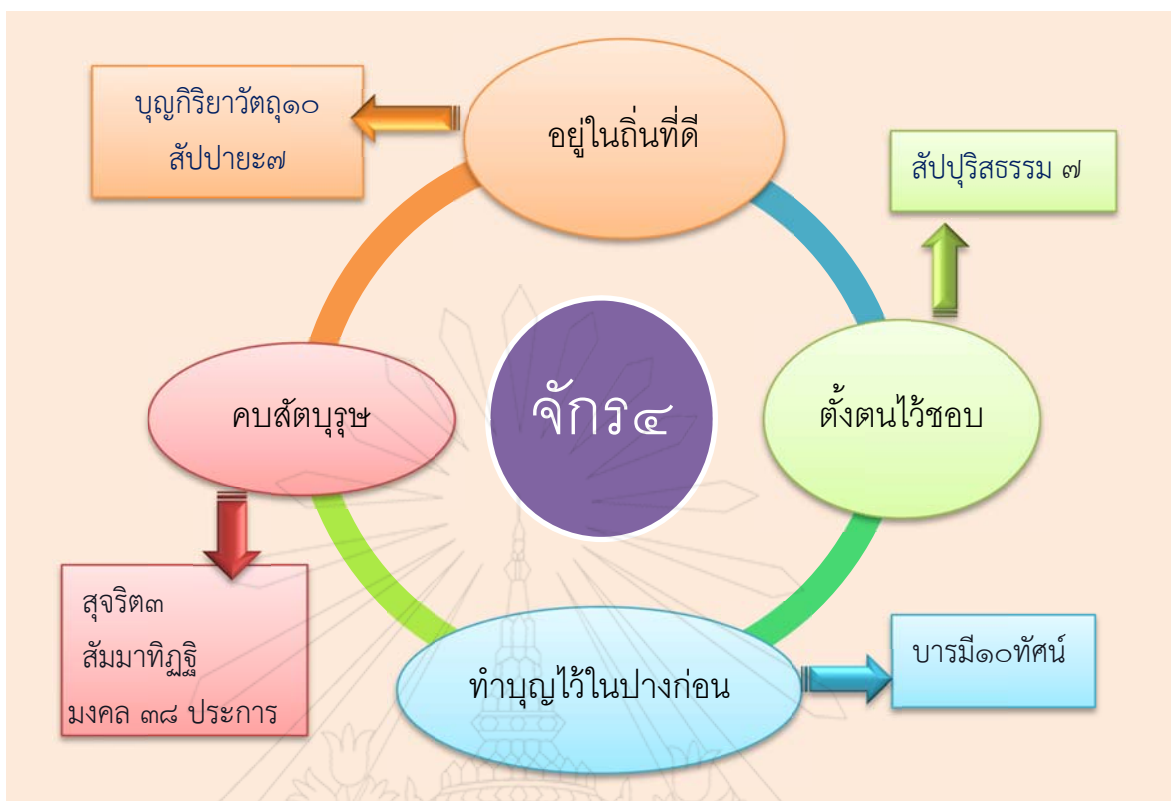 บุญกิริยาวัตถุ๑๐
สัปปายะ๗
อยู่ในถิ่นที่ดี
สัปปุริสธรรม ๗
คบสัตบุรุษ
จักร๔
ตั้งตนไว้ชอบ
สุจริต๓
สัมมาทิฏฐิ
มงคล ๓๘ ประการ
ทำบุญไว้ในปางก่อน
บารมี๑๐ทัศน์